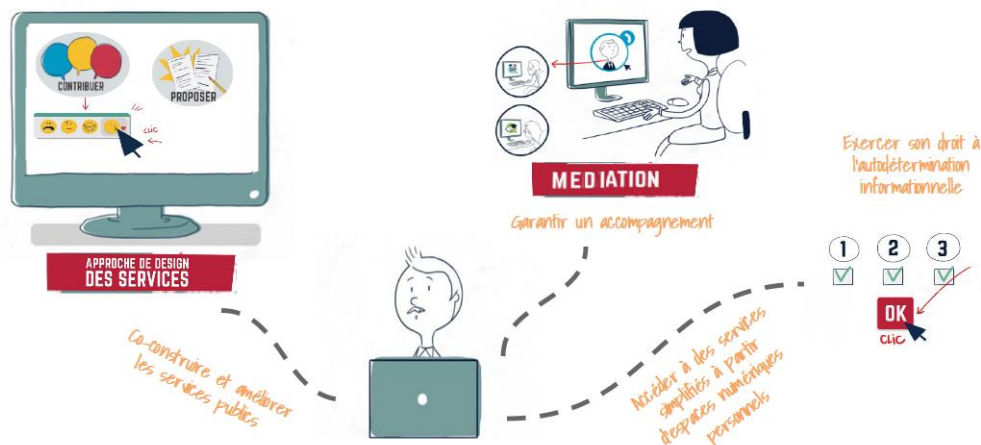 CONTRIBUER
PROPOSER
clic
APPROCHE DE DESIGN
DES SERVICES
Co-construire et améliorer
les services publics
MEDIATION
Garantir un accompagnement
Accéder à des services
simplifiés à partir
d'espaces numériques
personnels
Exercer son droit à
l'autodétermination
informationnelle
1 2 3
OK
CLIC